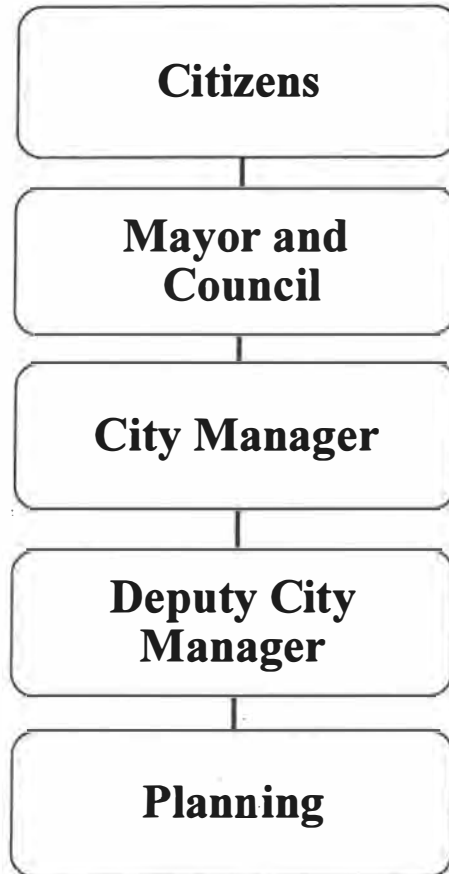 Citizens
Mayor and
Council
City Manager
Deputy City
Manager
Planning